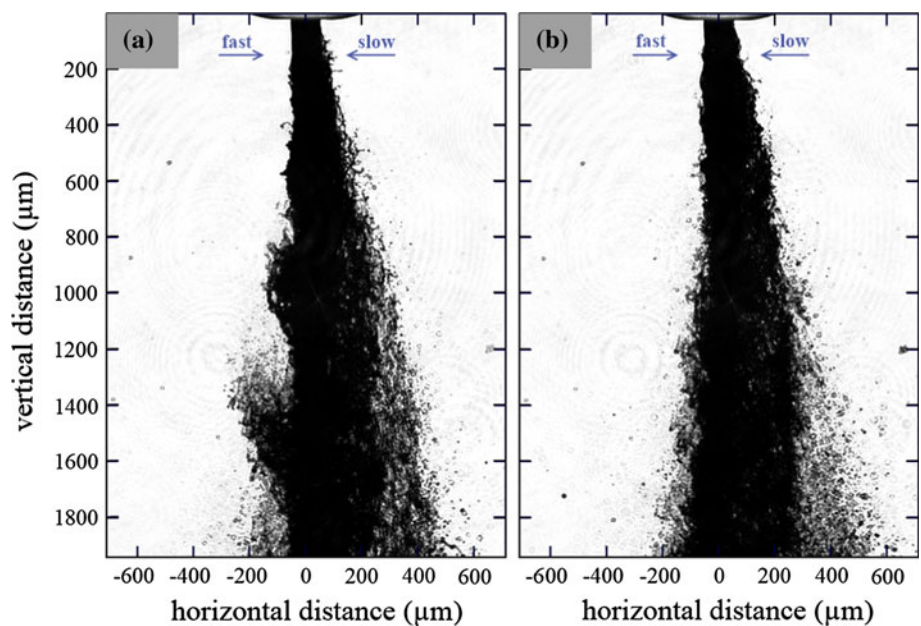 (a)
fast
slow
(b)
fast
slow
200
400
600
800
1000
1200
1400
1600
1800
vertical distance (µm)
-600 -400 -200 0 200 400 600
-600 -400 -200 0 200 400 600
horizontal distance (µm)
horizontal distance (µm)